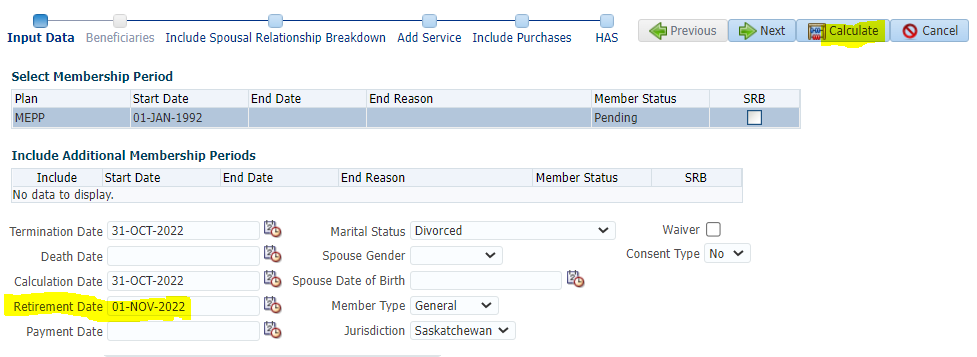 Input Data Beneficiaries Include Spousal Relationship Breakdown Add Service Include Purchases HAS Previous Next Calculate Cancel
Select Membership Period
Plan Start Date End Date End Reason Member Status SRB
MEPP 01-JAN-1992 Pending
Include Additional Membership Periods
Include Start Date End Date End Reason Member Status SRB
No data to display.
Termination Date 31-OCT-2022 Marital Status Divorced Waiver
Death Date Spouse Gender Consent Type No
Calculation Date 31-OCT-2022 Spouse Date of Birth
Retirement Date 01-NOV-2022 Member Type General
Payment Date Jurisdiction Saskatchewan